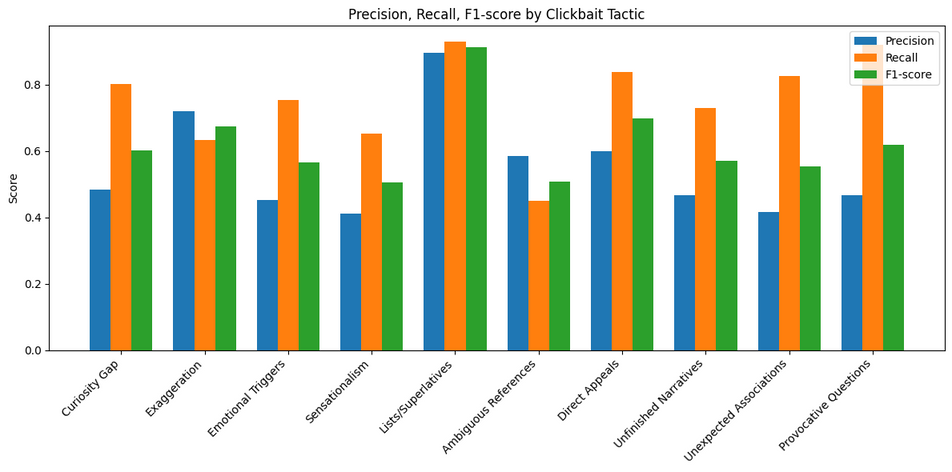 Precision, Recall, F1-score by Clickbait Tactic
Precision
Recall
F1-score
Score
0.8
0.6
0.4
0.2
0.0
Curiosity Gap
Exaggeration
Emotional Triggers
Sensationalism
Lists/Superlatives
Ambiguous References
Direct Appeals
Unfinished Narratives
Unexpected Associations
Provocative Questions